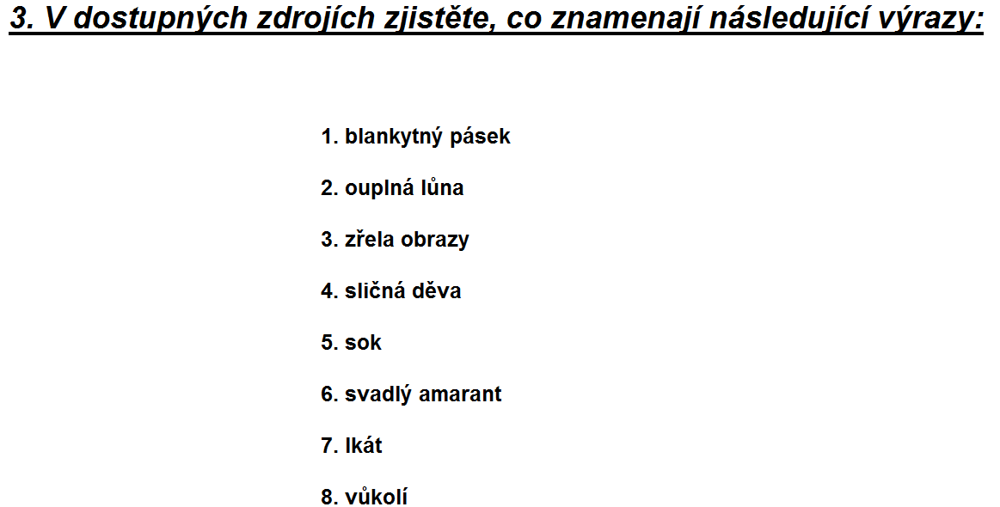 3. V dostupných zdrojích zjistěte, co znamenají následující výrazy:
1. blankytný pásek
2. ouplná lůna
3. zřela obrazy
4. sličná děva
5. sok
6. svadlý amarant
7. lkát
8. vůkolí